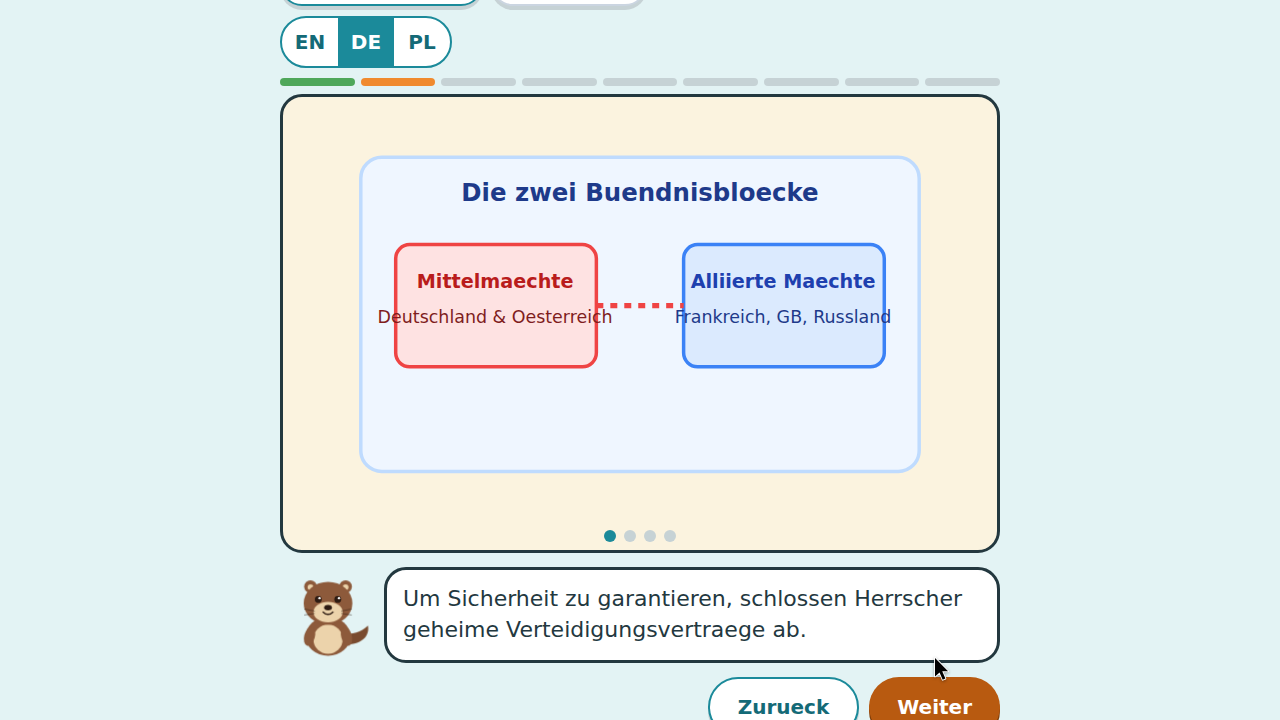 EN DE PL
Die zwei Buendnisbloecke
Mittelmaechte
Deutschland & Oesterreich
Alliierte Maechte
Frankreich, GB, Russland
Um Sicherheit zu garantieren, schlossen Herrscher
geheime Verteidigungsvertraege ab.
Zurueck
Weiter